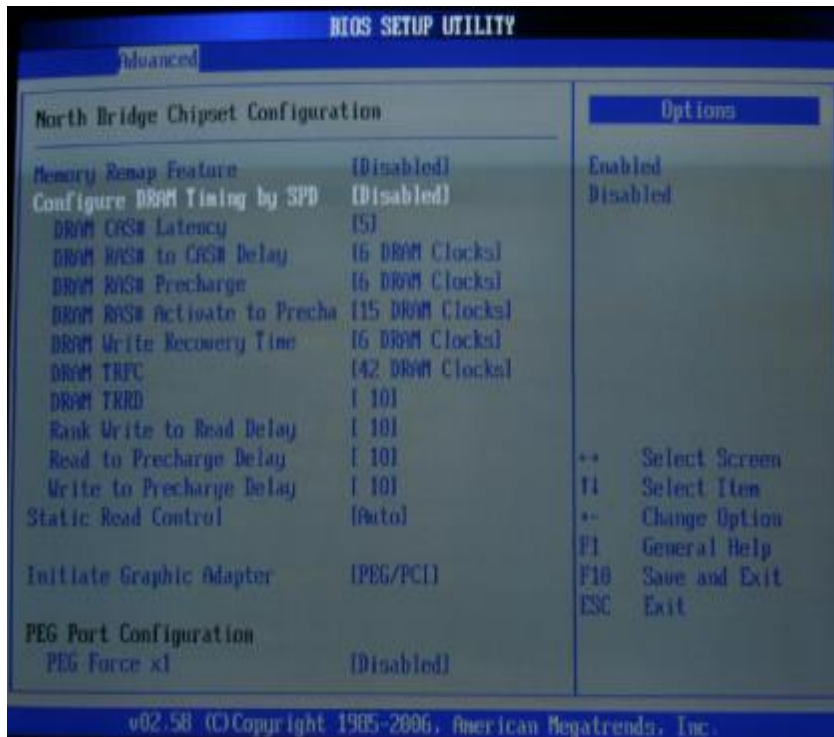 BIOS SETUP UTILITY
Advanced
North Bridge Chipset Configuration
Memory Remap Feature [Disabled]
Configure DRAM Timing by SPD [Disabled]
DRAM CAS# Latency [5]
DRAM RAS# to CAS# Delay [6 DRAM Clocks]
DRAM RAS# Precharge [6 DRAM Clocks]
DRAM RAS# Activate to Precha [15 DRAM Clocks]
DRAM Write Recovery Time [6 DRAM Clocks]
DRAM TRFC [42 DRAM Clocks]
DRAM TRRD [ 10]
Rank Write to Read Delay [ 10]
Read to Precharge Delay [ 10]
Write to Precharge Delay [ 10]
Static Read Control [Auto]
Initiate Graphic Adapter [PEG/PCI]
PEG Port Configuration
PEG Force x1 [Disabled]
Options
Enabled
Disabled
↔ Select Screen
↑↓ Select Item
+- Change Option
F1 General Help
F10 Save and Exit
ESC Exit
v02.58 (C)Copyright 1985-2006, American Megatrends, Inc.